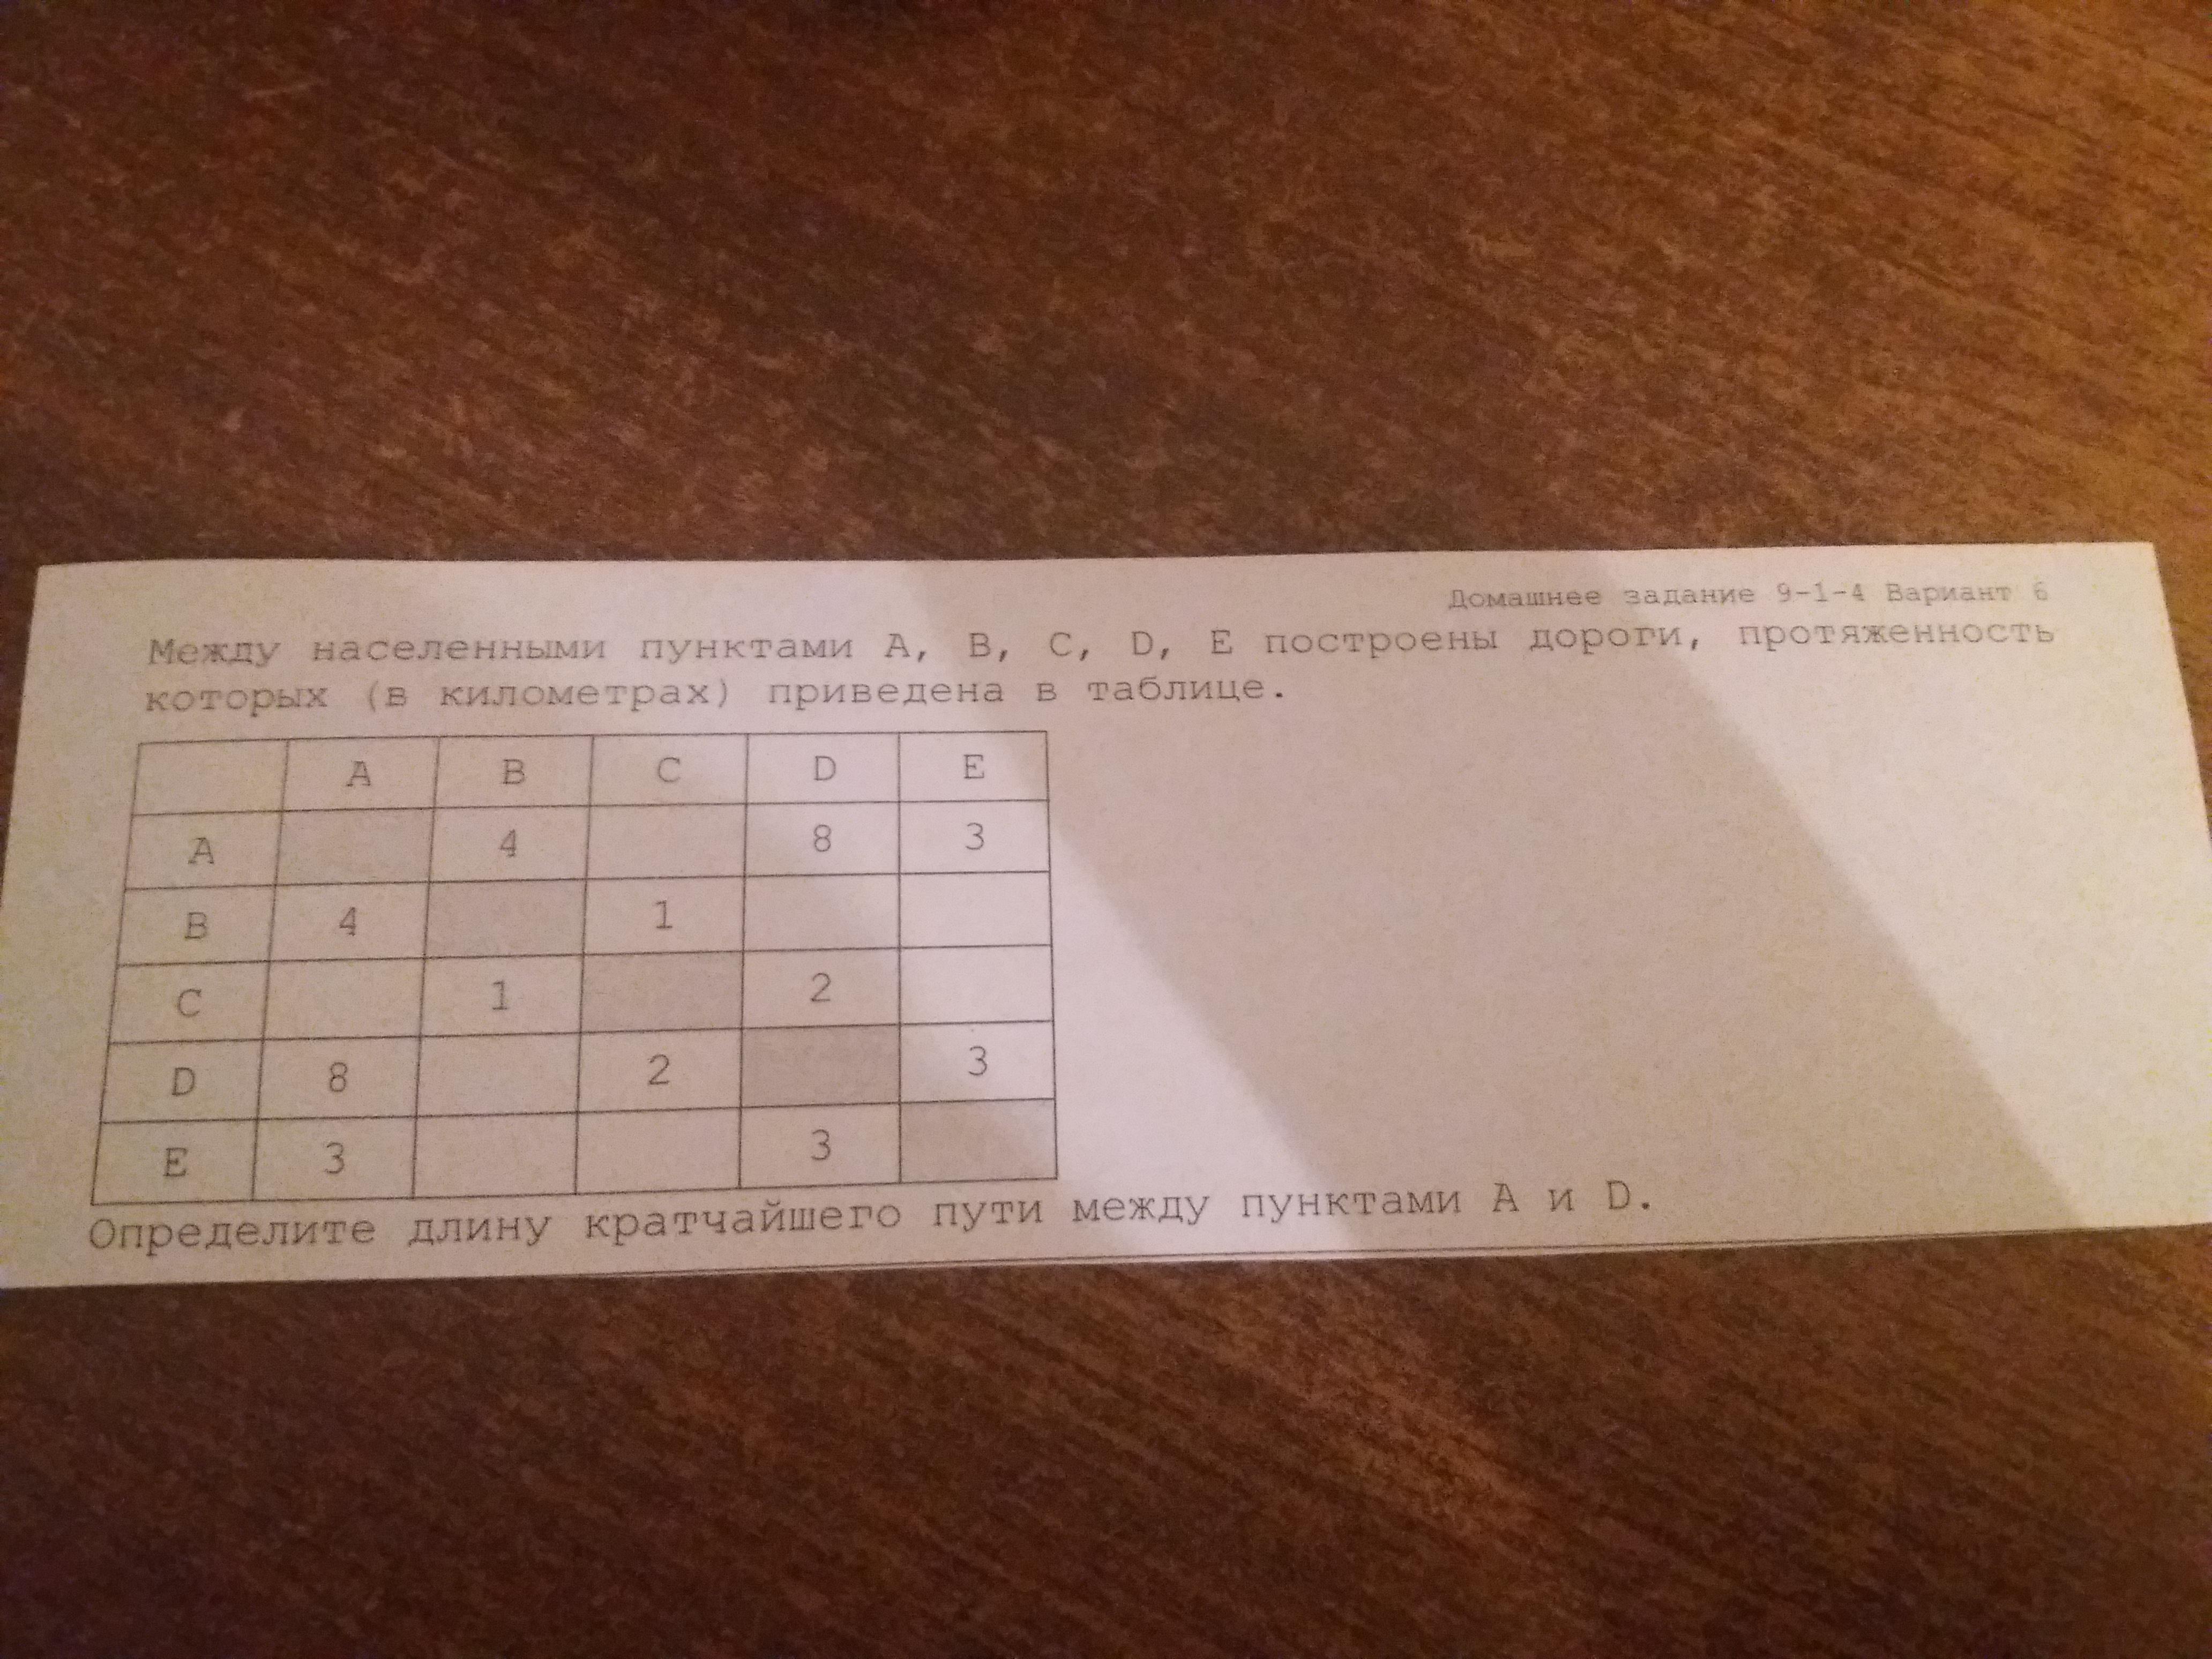 Домашнее задание 9-1-4 Вариант 6
Между населенными пунктами A, B, C, D, E построены дороги, протяженность
которых (в километрах) приведена в таблице.
A B C D E
A 4 8 3
B 4 1
C 1 2
D 8 2 3
E 3 3
Определите длину кратчайшего пути между пунктами A и D.